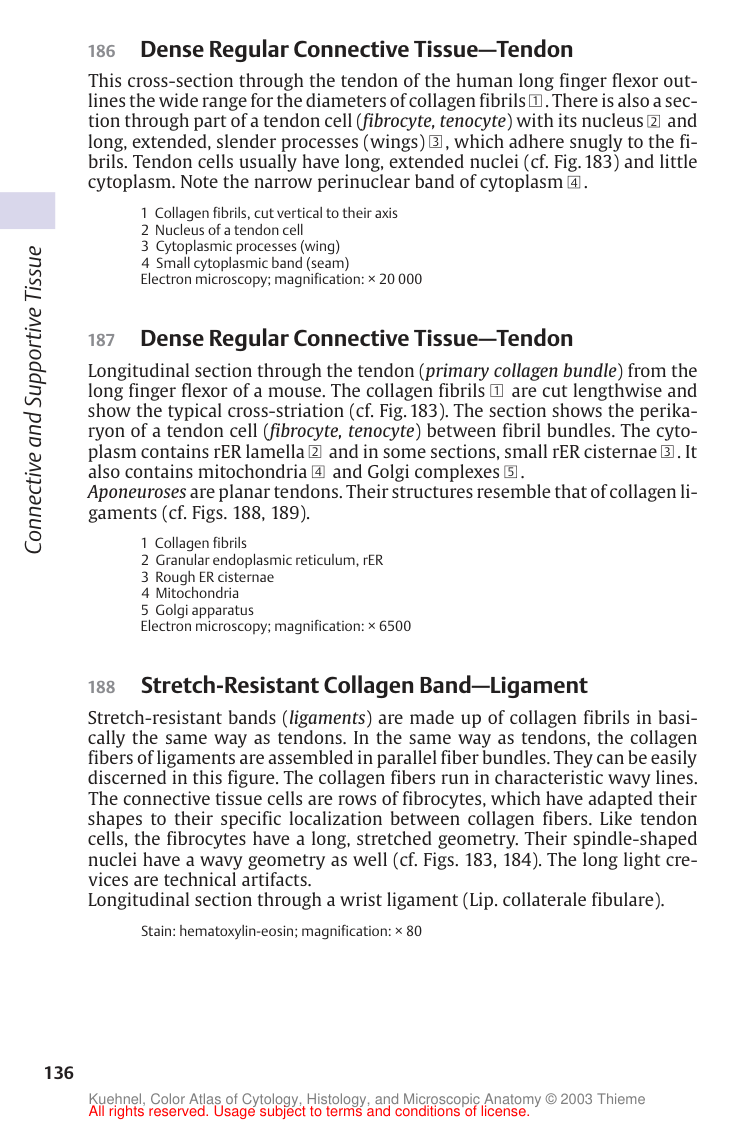 186 Dense Regular Connective Tissue—Tendon
This cross-section through the tendon of the human long finger flexor out-
lines the wide range for the diameters of collagen fibrils 1. There is also a sec-
tion through part of a tendon cell (fibrocyte, tenocyte) with its nucleus 2 and
long, extended, slender processes (wings) 3, which adhere snugly to the fi-
brils. Tendon cells usually have long, extended nuclei (cf. Fig. 183) and little
cytoplasm. Note the narrow perinuclear band of cytoplasm 4.
1 Collagen fibrils, cut vertical to their axis
2 Nucleus of a tendon cell
3 Cytoplasmic processes (wing)
4 Small cytoplasmic band (seam)
Electron microscopy; magnification: × 20 000
187 Dense Regular Connective Tissue—Tendon
Longitudinal section through the tendon (primary collagen bundle) from the
long finger flexor of a mouse. The collagen fibrils 1 are cut lengthwise and
show the typical cross-striation (cf. Fig. 183). The section shows the perika-
ryon of a tendon cell (fibrocyte, tenocyte) between fibril bundles. The cyto-
plasm contains rER lamella 2 and in some sections, small rER cisternae 3. It
also contains mitochondria 4 and Golgi complexes 5.
Aponeuroses are planar tendons. Their structures resemble that of collagen li-
gaments (cf. Figs. 188, 189).
1 Collagen fibrils
2 Granular endoplasmic reticulum, rER
3 Rough ER cisternae
4 Mitochondria
5 Golgi apparatus
Electron microscopy; magnification: × 6500
188 Stretch-Resistant Collagen Band—Ligament
Stretch-resistant bands (ligaments) are made up of collagen fibrils in basi-
cally the same way as tendons. In the same way as tendons, the collagen
fibers of ligaments are assembled in parallel fiber bundles. They can be easily
discerned in this figure. The collagen fibers run in characteristic wavy lines.
The connective tissue cells are rows of fibrocytes, which have adapted their
shapes to their specific localization between collagen fibers. Like tendon
cells, the fibrocytes have a long, stretched geometry. Their spindle-shaped
nuclei have a wavy geometry as well (cf. Figs. 183, 184). The long light cre-
vices are technical artifacts.
Longitudinal section through a wrist ligament (Lip. collaterale fibulare).
Stain: hematoxylin-eosin; magnification: × 80
Connective and Supportive Tissue
136
Kuehnel, Color Atlas of Cytology, Histology, and Microscopic Anatomy © 2003 Thieme
All rights reserved. Usage subject to terms and conditions of license.